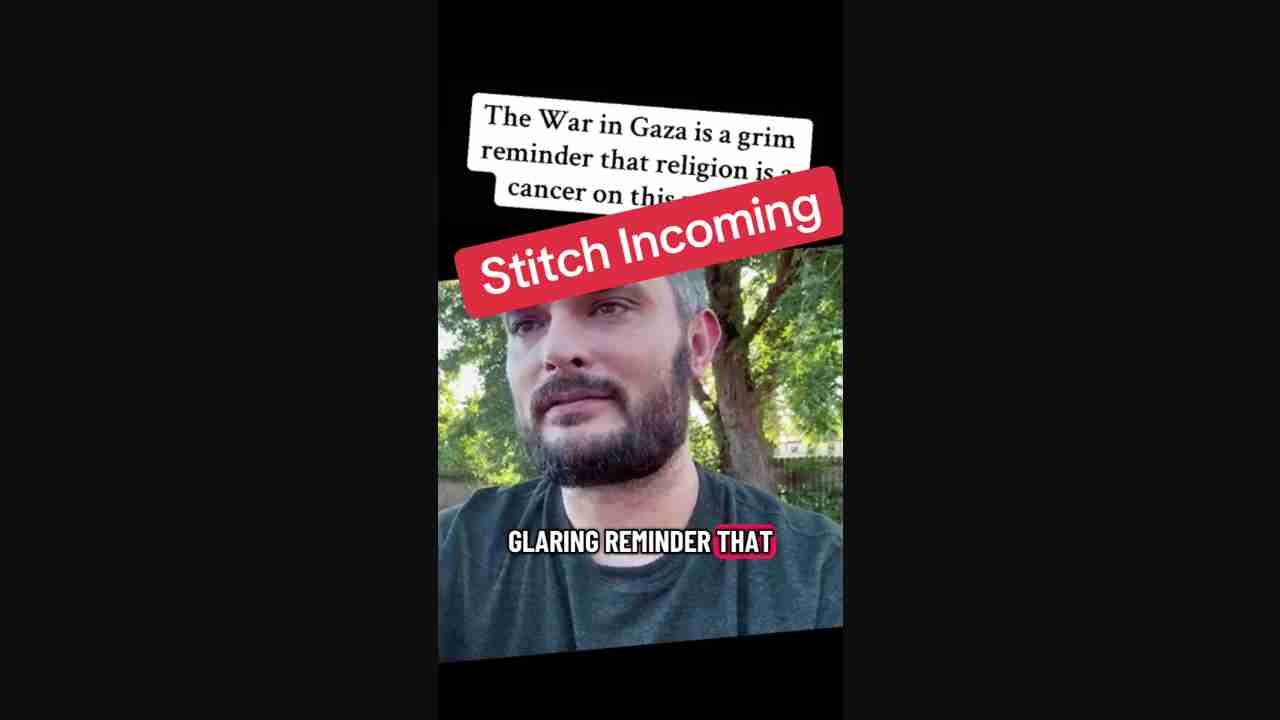 The War in Gaza is a grim
reminder that religion is a
cancer on this
Stitch Incoming
GLARING REMINDER THAT